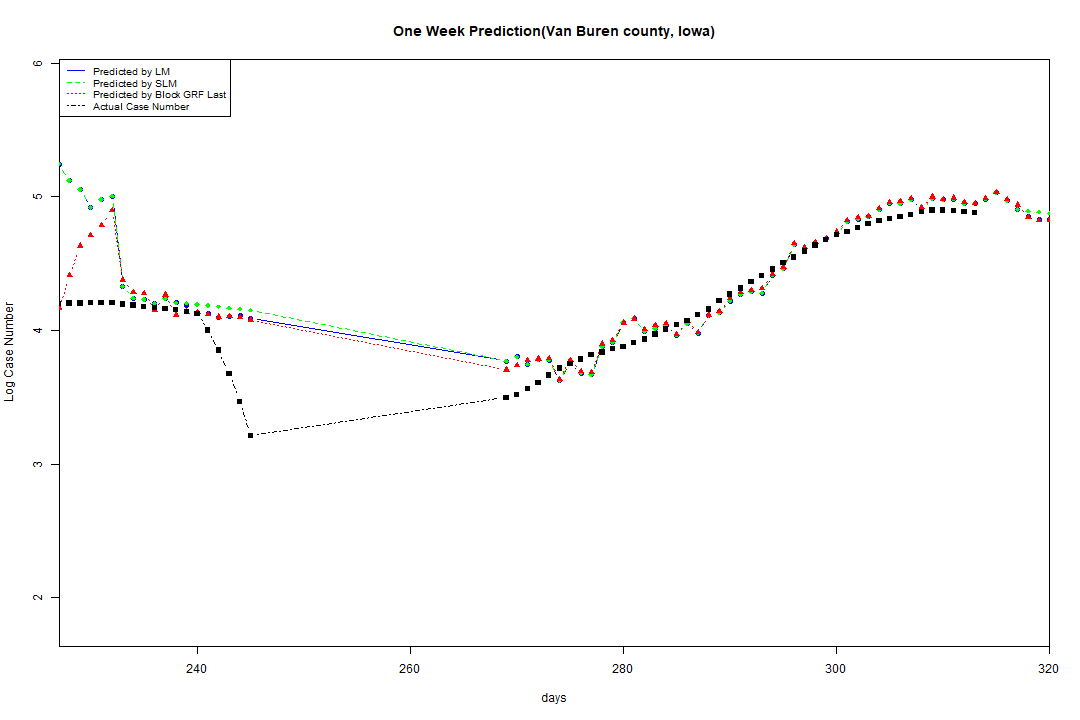 One Week Prediction(Van Buren county, Iowa)
Predicted by LM
Predicted by SLM
Predicted by Block GRF Last
Actual Case Number
Log Case Number
6
5
4
3
2
240
260
280
300
320
days